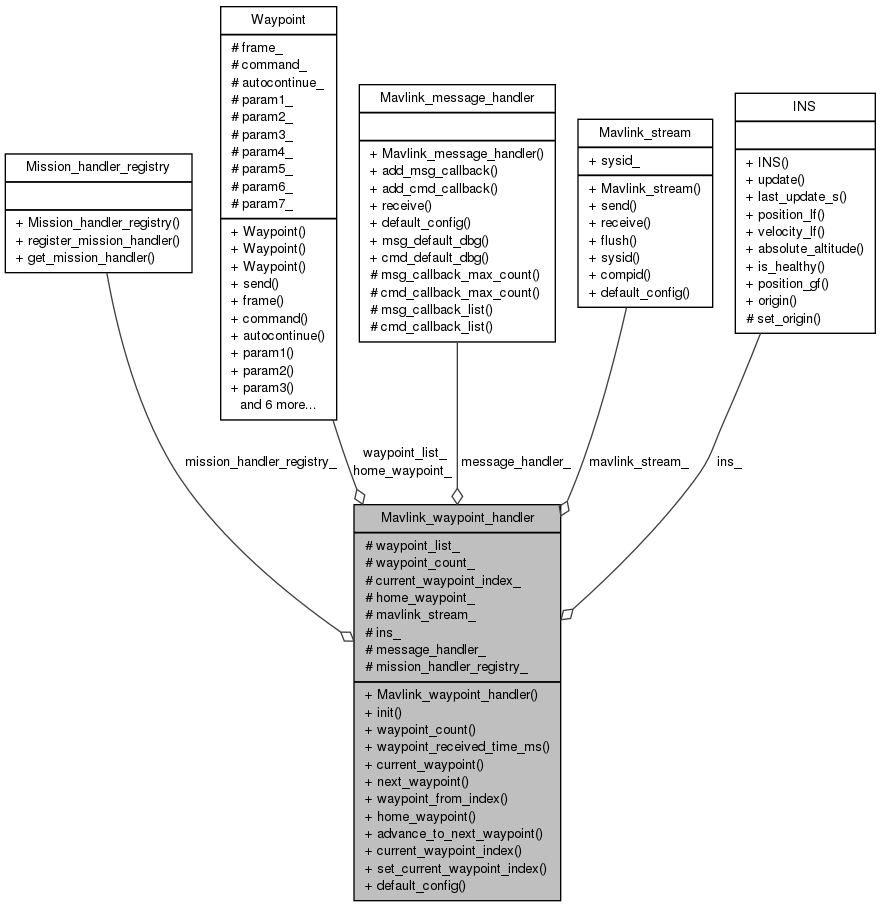 Waypoint
# frame_
# command_
# autocontinue_
# param1_
# param2_
# param3_
# param4_
# param5_
# param6_
# param7_
+ Waypoint()
+ Waypoint()
+ Waypoint()
+ send()
+ frame()
+ command()
+ autocontinue()
+ param1()
+ param2()
+ param3()
and 6 more...
Mavlink_message_handler
+ Mavlink_message_handler()
+ add_msg_callback()
+ add_cmd_callback()
+ receive()
+ default_config()
+ msg_default_dbg()
+ cmd_default_dbg()
# msg_callback_max_count()
# cmd_callback_max_count()
# msg_callback_list()
# cmd_callback_list()
Mavlink_stream
+ sysid_
+ Mavlink_stream()
+ send()
+ receive()
+ flush()
+ sysid()
+ compid()
+ default_config()
INS
+ INS()
+ update()
+ last_update_s()
+ position_lf()
+ velocity_lf()
+ absolute_altitude()
+ is_healthy()
+ position_gf()
+ origin()
# set_origin()
Mission_handler_registry
+ Mission_handler_registry()
+ register_mission_handler()
+ get_mission_handler()
mission_handler_registry_
waypoint_list_
home_waypoint_
message_handler_
mavlink_stream_
ins_
Mavlink_waypoint_handler
# waypoint_list_
# waypoint_count_
# current_waypoint_index_
# home_waypoint_
# mavlink_stream_
# ins_
# message_handler_
# mission_handler_registry_
+ Mavlink_waypoint_handler()
+ init()
+ waypoint_count()
+ waypoint_received_time_ms()
+ current_waypoint()
+ next_waypoint()
+ waypoint_from_index()
+ home_waypoint()
+ advance_to_next_waypoint()
+ current_waypoint_index()
+ set_current_waypoint_index()
+ default_config()